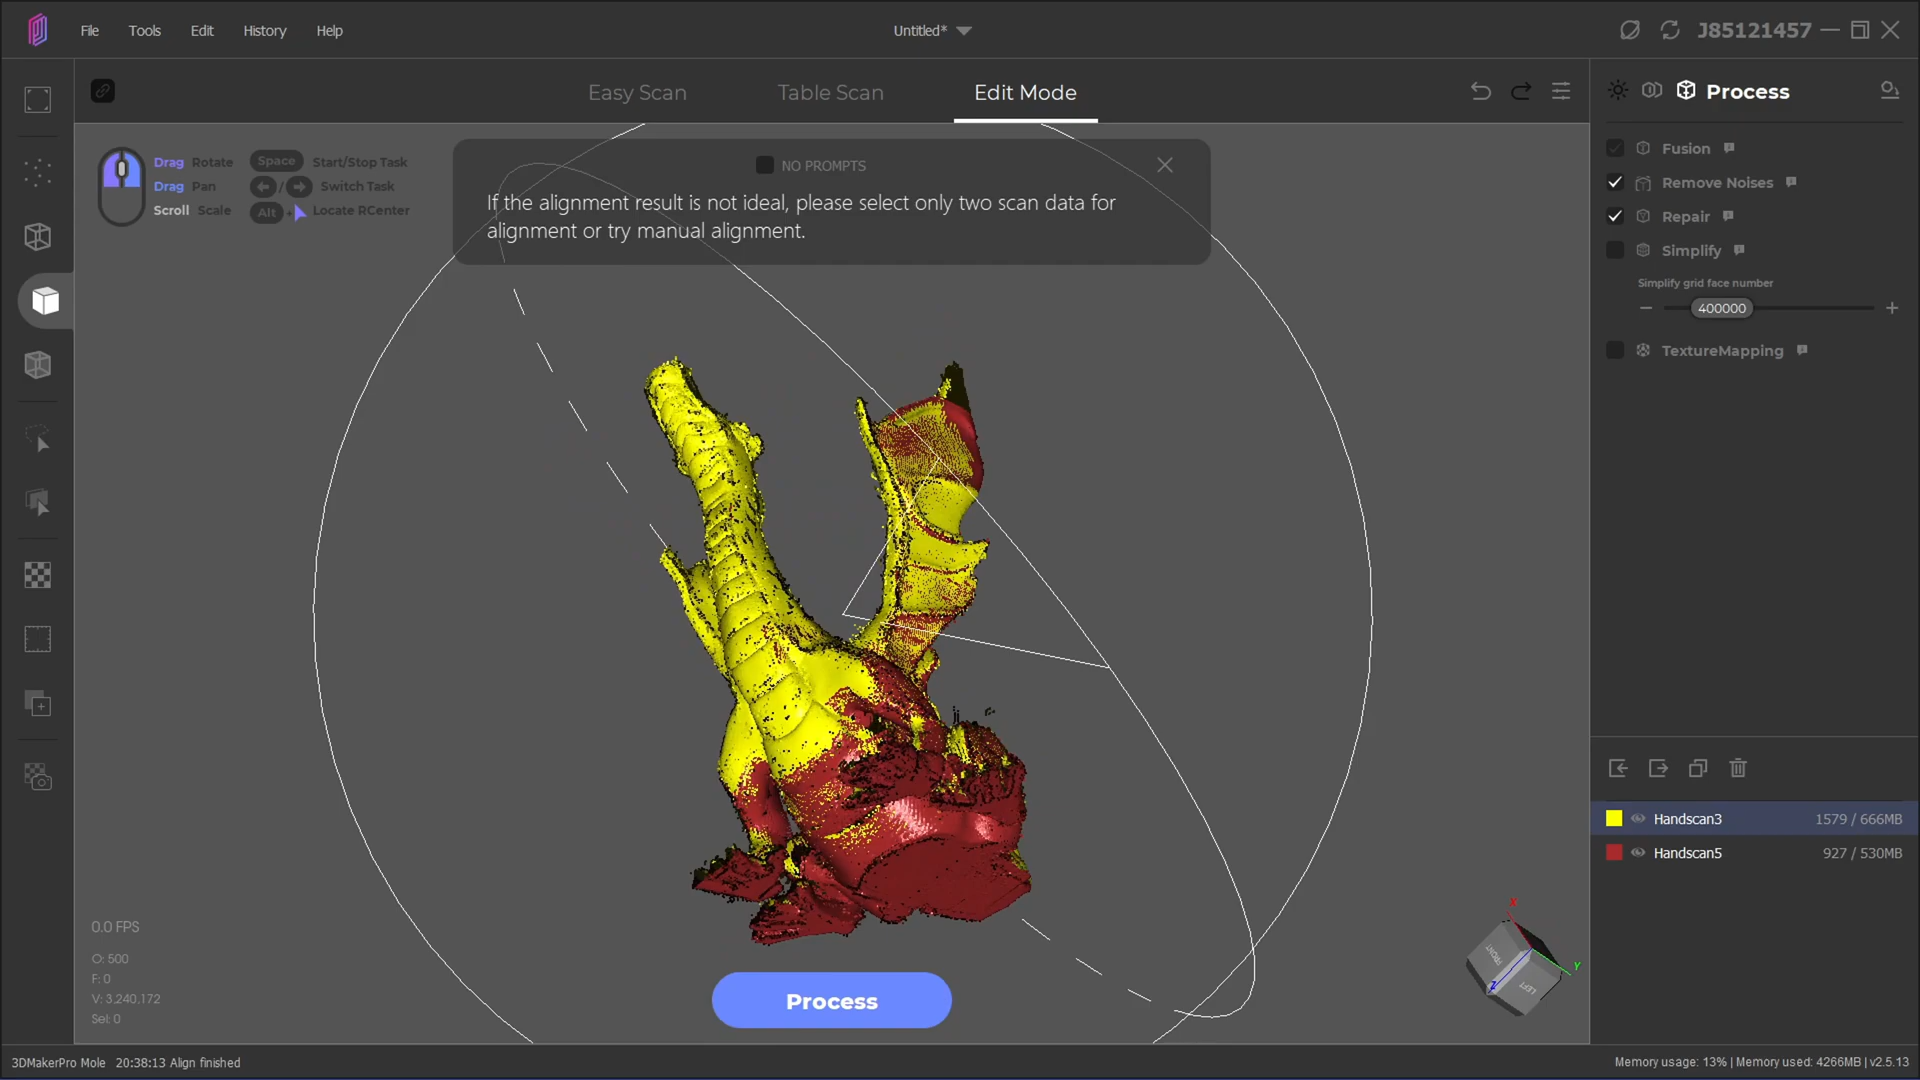 File Tools Edit History Help
Untitled*
J85121457
Easy Scan Table Scan Edit Mode
Process
Drag Rotate Space Start/Stop Task
Drag Pan / Switch Task
Scroll Scale Alt + Locate RCenter
NO PROMPTS
If the alignment result is not ideal, please select only two scan data for
alignment or try manual alignment.
Fusion
Remove Noises
Repair
Simplify
Simplify grid face number
400000
TextureMapping
Handscan3 1579 / 666MB
Handscan5 927 / 530MB
0.0 FPS
O: 500
F: 0
V: 3,240,172
Sel: 0
Process
X
Y
Z
FRONT
LEFT
3DMakerPro Mole 20:38:13 Align finished
Memory usage: 13% | Memory used: 4266MB | v2.5.13